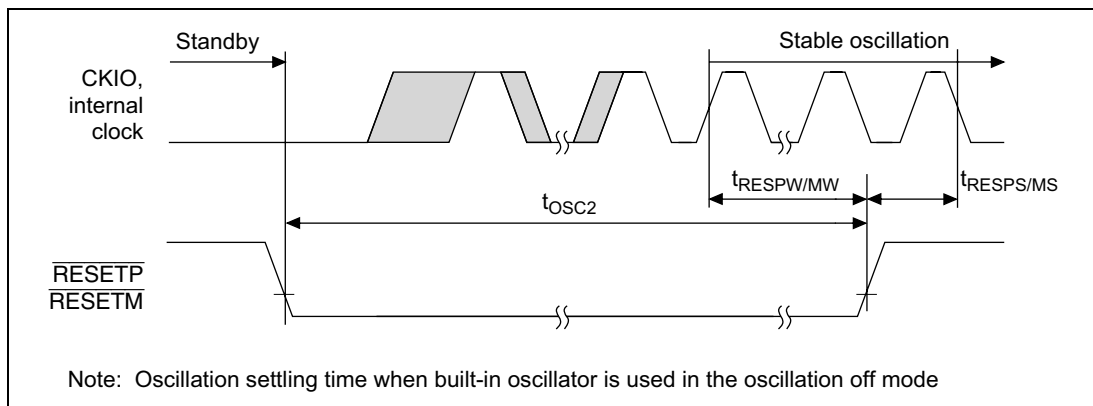 Standby
Stable oscillation
CKIO,
internal
clock
tRESPW/MW
tRESPS/MS
tOSC2
RESETP
RESETM
Note: Oscillation settling time when built-in oscillator is used in the oscillation off mode